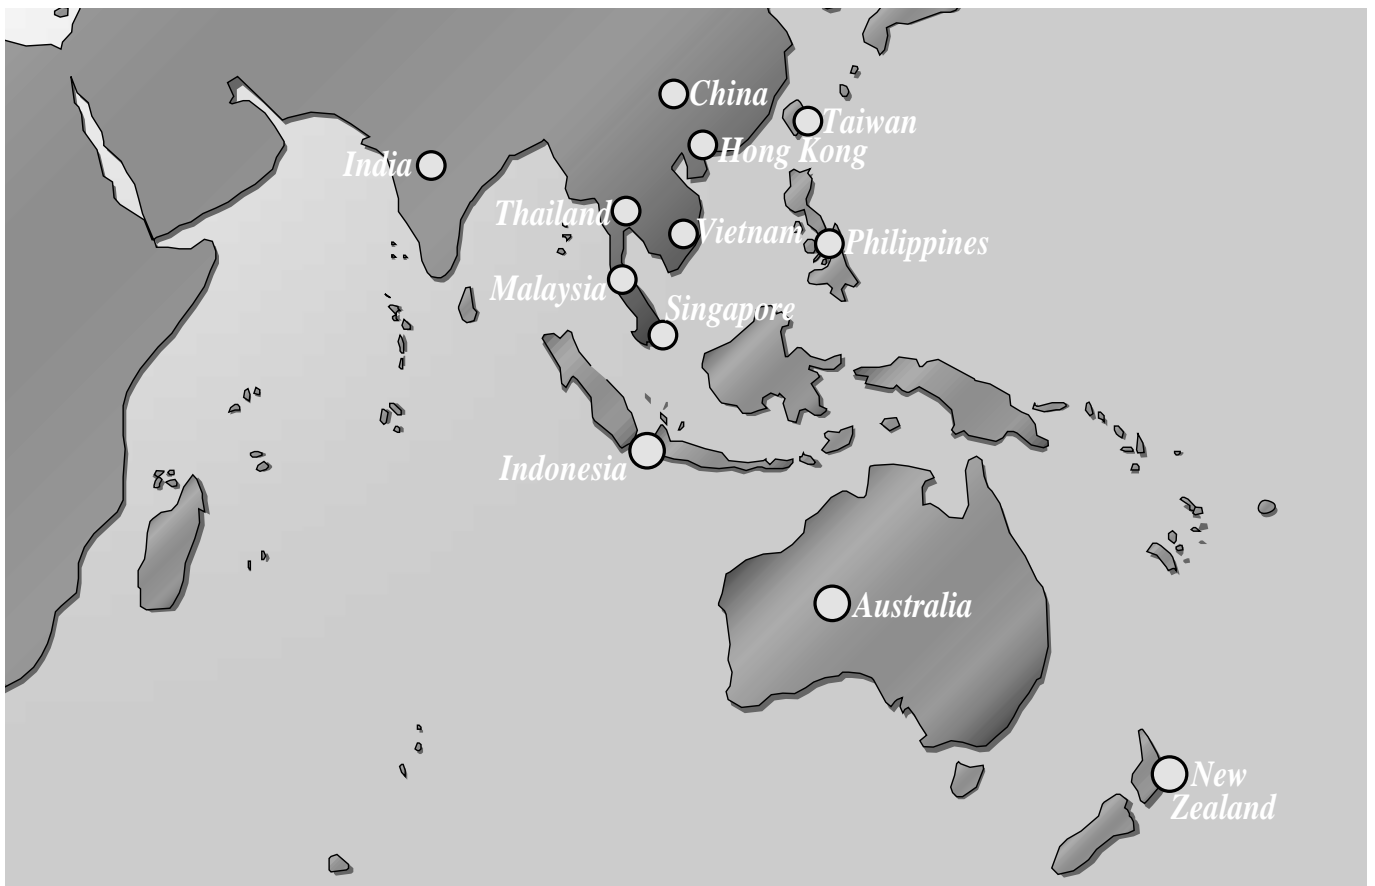 China
Taiwan
Hong Kong
India
Thailand
Vietnam
Philippines
Malaysia
Singapore
Indonesia
Australia
New
Zealand